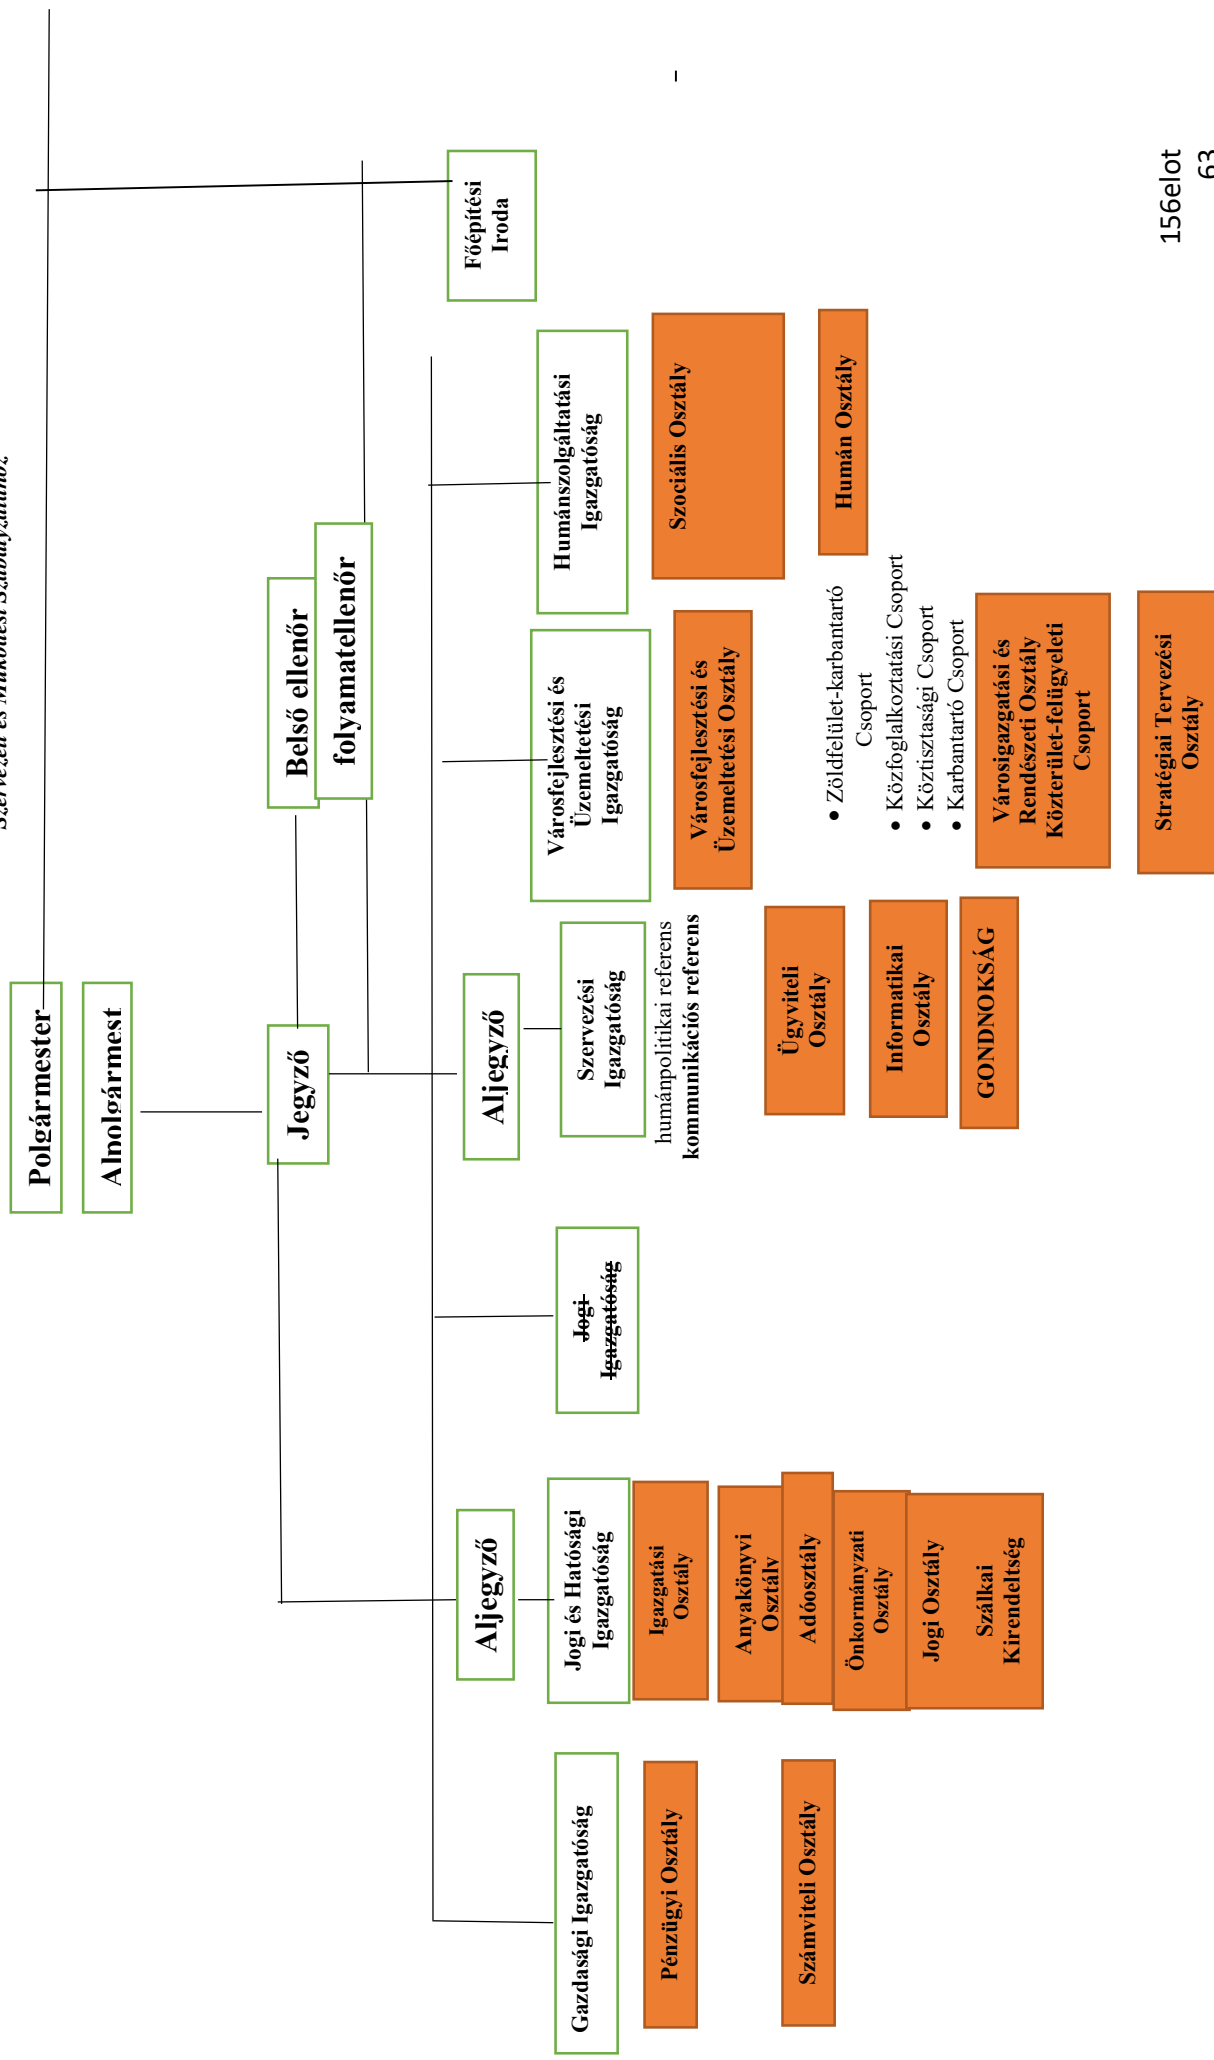 Szervezeti és Működési Szabályzatához
Polgármester
Alpolgármest
Jegyző
Belső ellenőr
folyamatellenőr
Főépítési
Iroda
Aljegyző
Aljegyző
Gazdasági Igazgatóság
Pénzügyi Osztály
Számviteli Osztály
Jogi és Hatósági
Igazgatóság
Igazgatási
Osztály
Anyakönyvi
Osztály
Adóosztály
Önkormányzati
Osztály
Jogi Osztály
Szálkai
Kirendeltség
Jogi
Igazgatóság
Szervezési
Igazgatóság
humánpolitikai referens
kommunikációs referens
Ügyviteli
Osztály
Informatikai
Osztály
GONDNOKSÁG
Városfejlesztési és
Üzemeltetési
Igazgatóság
Városfejlesztési és
Üzemeltetési Osztály
• Zöldfelület-karbantartó
Csoport
• Közfoglalkoztatási Csoport
• Köztisztasági Csoport
• Karbantartó Csoport
Városigazgatási és
Rendészeti Osztály
Közterület-felügyeleti
Csoport
Stratégiai Tervezési
Osztály
Humánszolgáltatási
Igazgatóság
Szociális Osztály
Humán Osztály
-
156elot
63